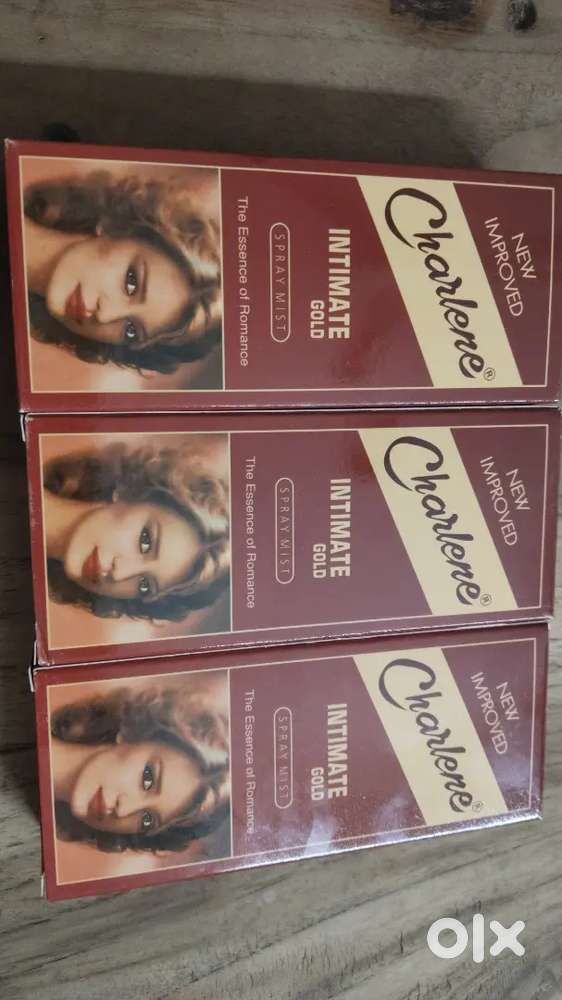 NEW
IMPROVED
Charlene®
INTIMATE
GOLD
SPRAY MIST
The Essence of Romance
NEW
IMPROVED
Charlene®
INTIMATE
GOLD
SPRAY MIST
The Essence of Romance
NEW
IMPROVED
Charlene®
INTIMATE
GOLD
SPRAY MIST
The Essence of Romance
olx